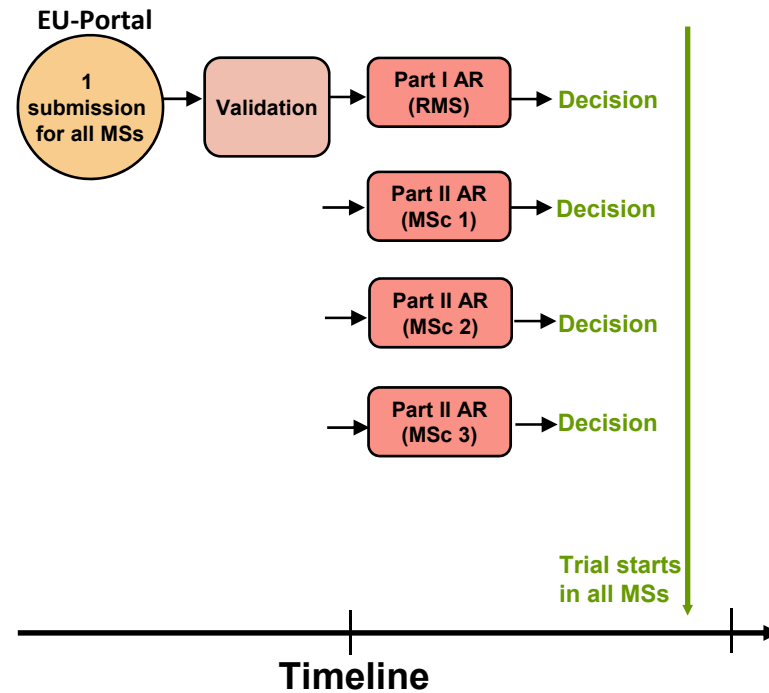 EU-Portal
1
submission
for all MSs
Validation
Part I AR
(RMS)
Decision
Part II AR
(MSc 1)
Decision
Part II AR
(MSc 2)
Decision
Part II AR
(MSc 3)
Decision
Trial starts
in all MSs
Timeline